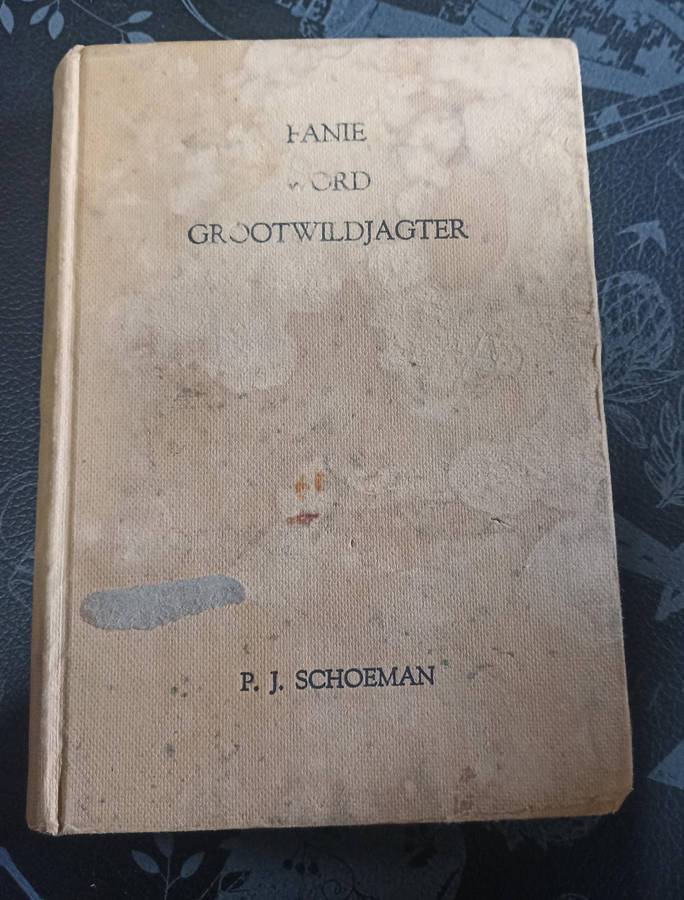 FANIE
WORD
GROOTWILDJAGTER
P. J. SCHOEMAN